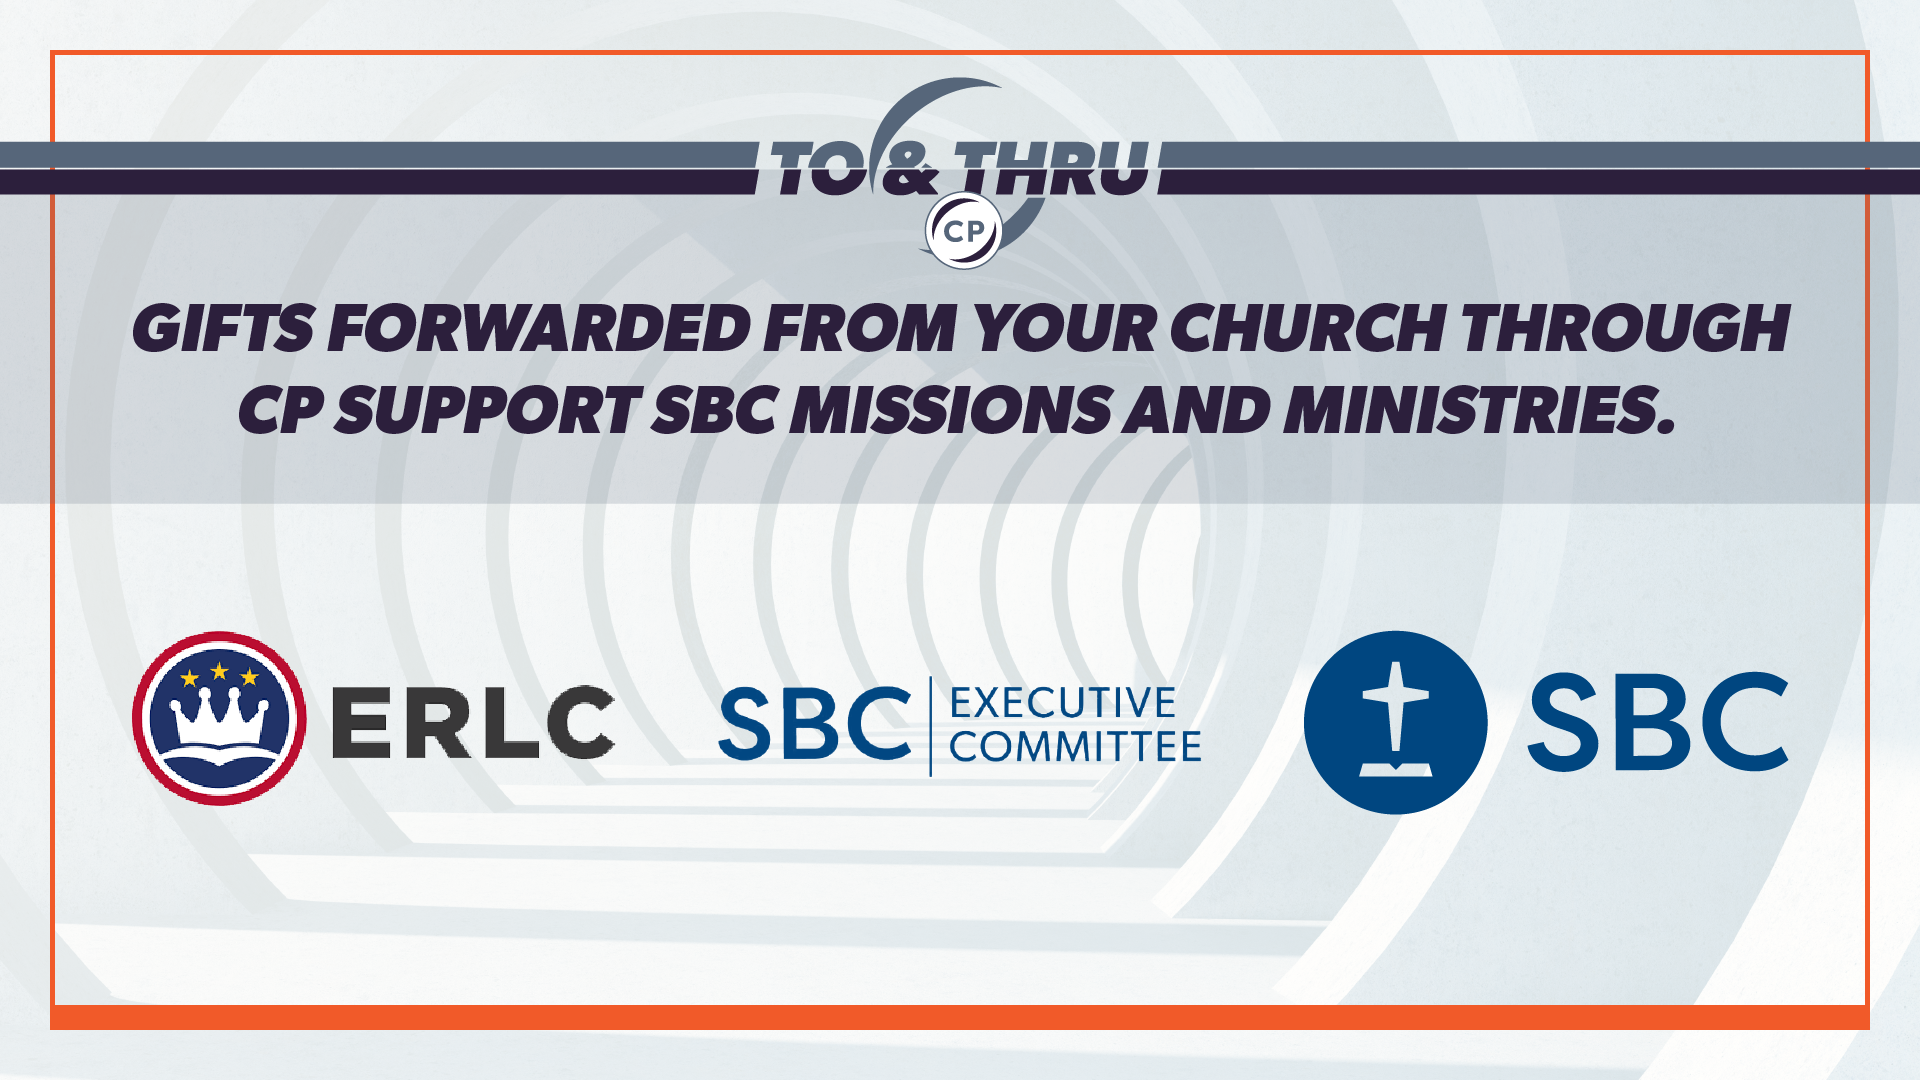 TO & THRU
CP
GIFTS FORWARDED FROM YOUR CHURCH THROUGH
CP SUPPORT SBC MISSIONS AND MINISTRIES.
ERLC
SBC
EXECUTIVE
COMMITTEE
SBC